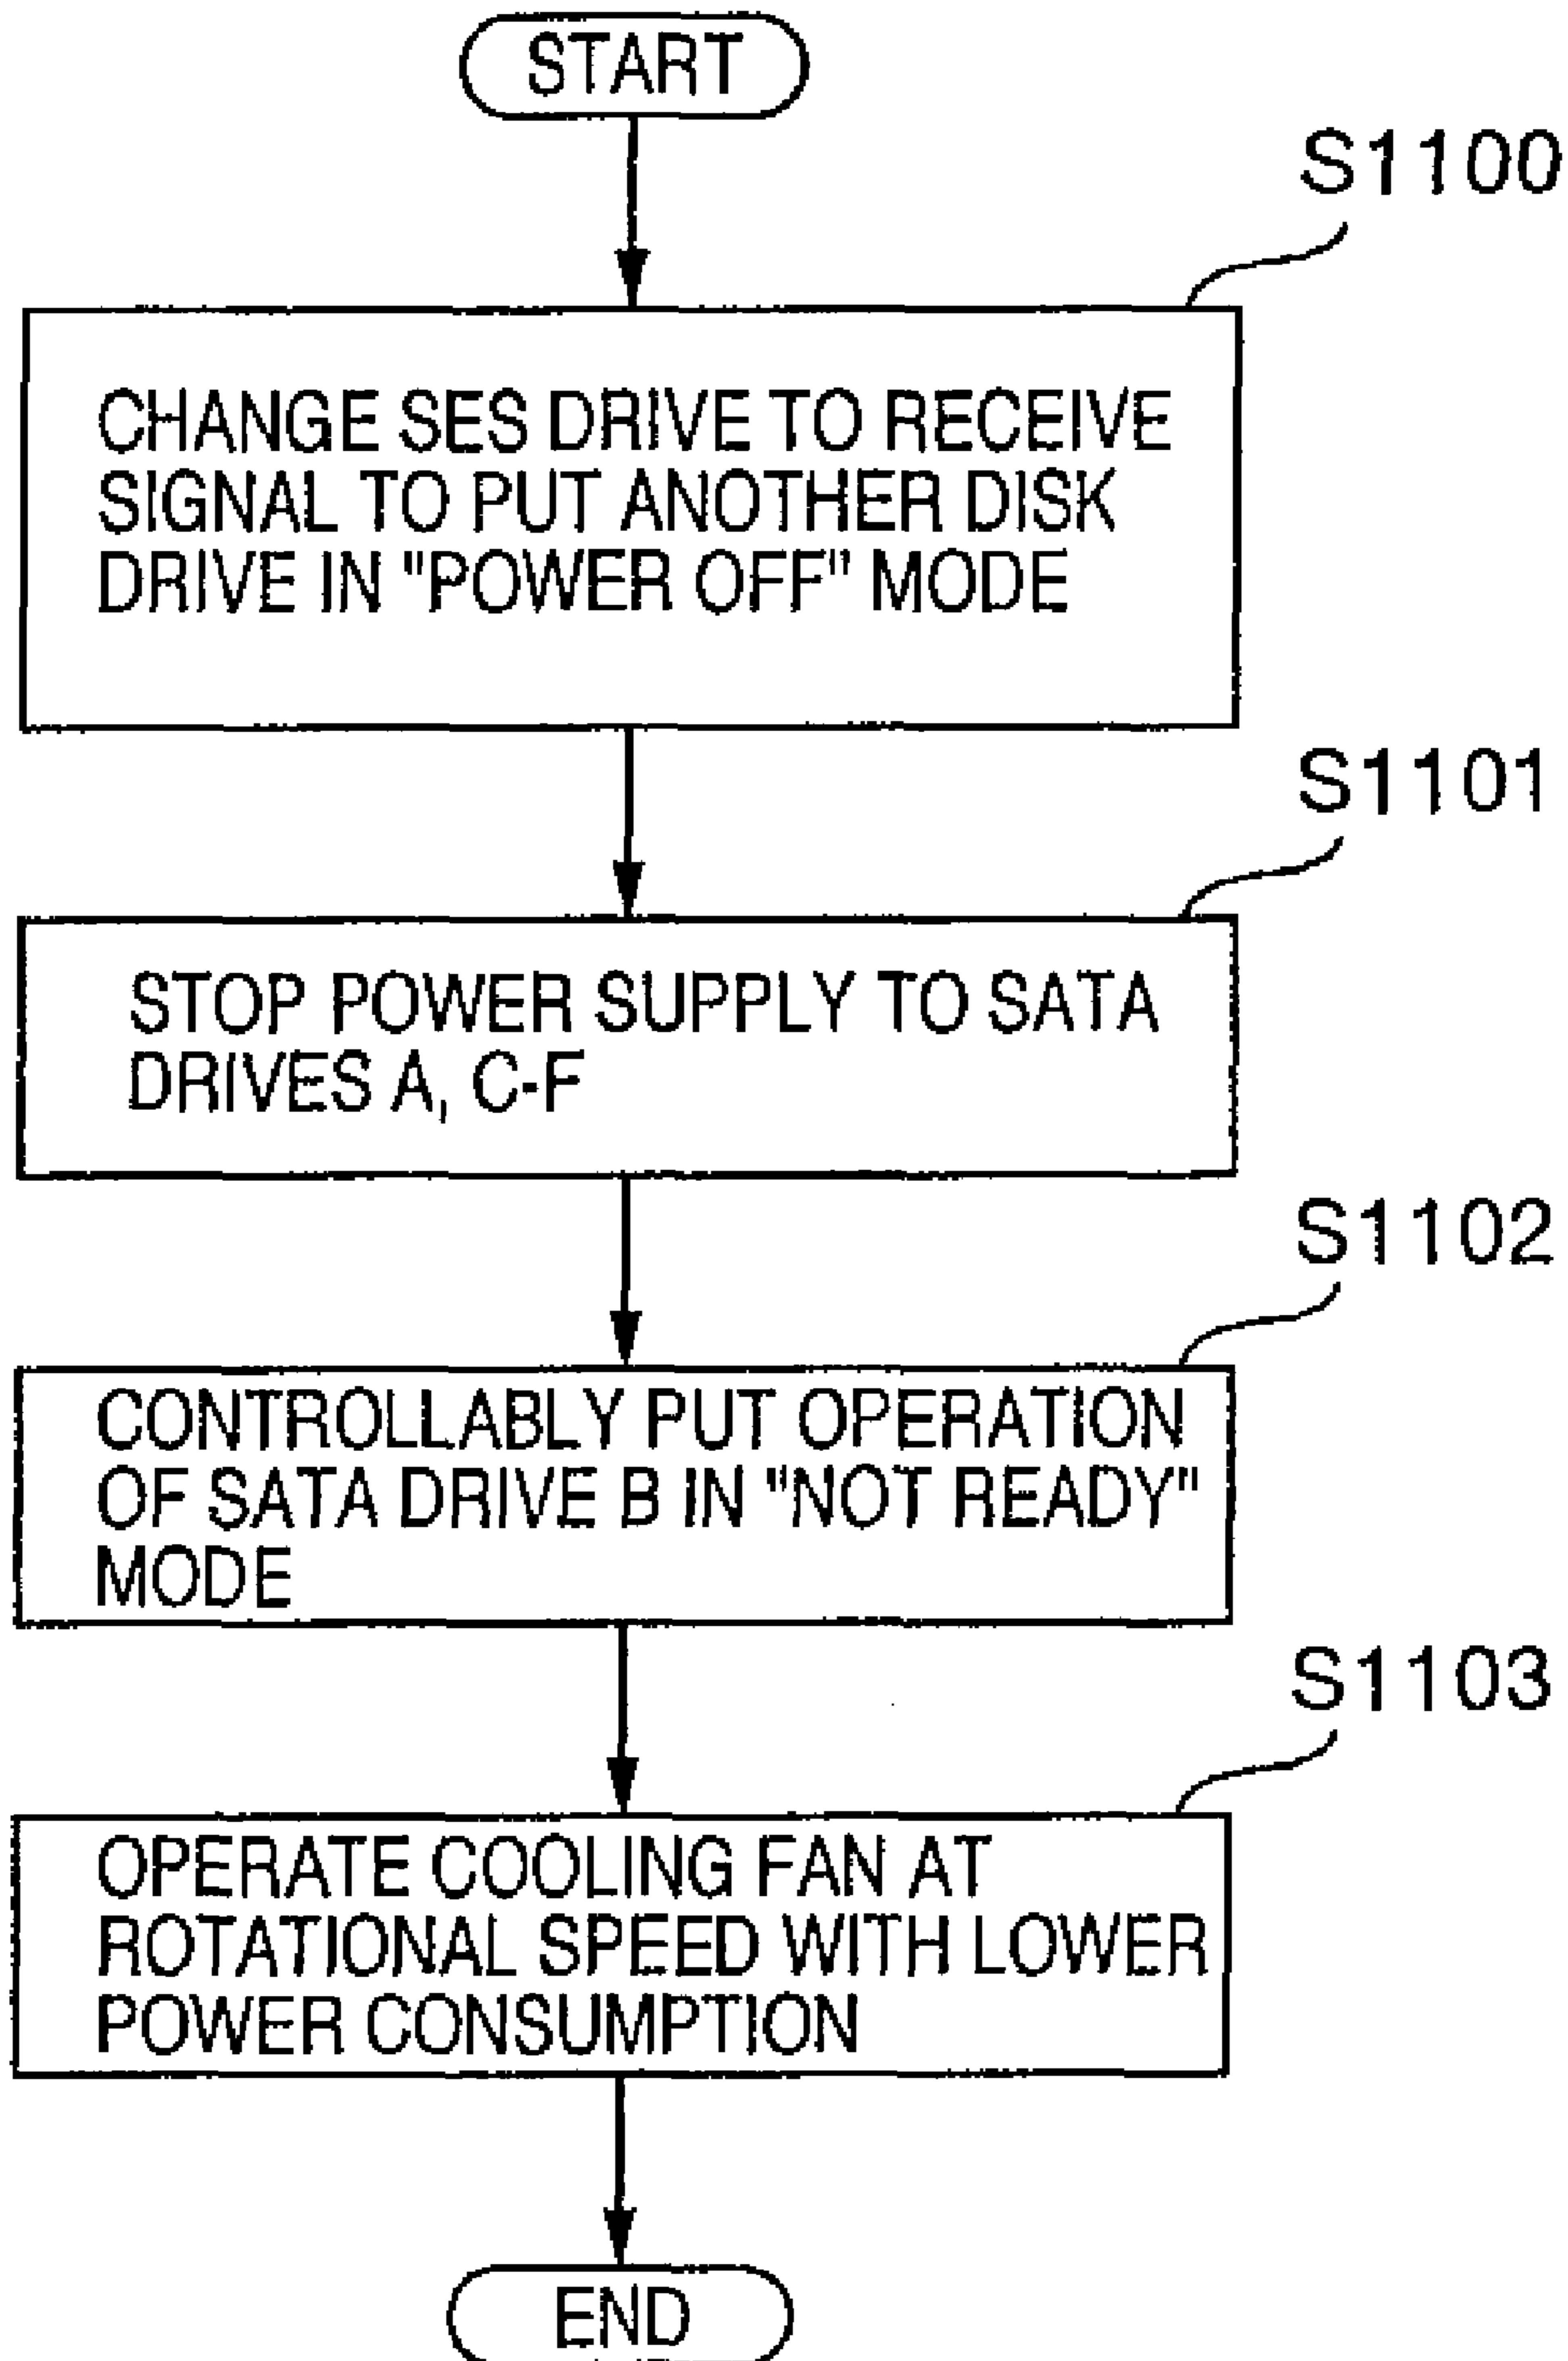 START
S1100
CHANGE SES DRIVE TO RECEIVE
SIGNAL TO PUT ANOTHER DISK
DRIVE IN "POWER OFF" MODE
S1101
STOP POWER SUPPLY TO SATA
DRIVES A, C-F
S1102
CONTROLLABLY PUT OPERATION
OF SATA DRIVE B IN "NOT READY"
MODE
S1103
OPERATE COOLING FAN AT
ROTATIONAL SPEED WITH LOWER
POWER CONSUMPTION
END